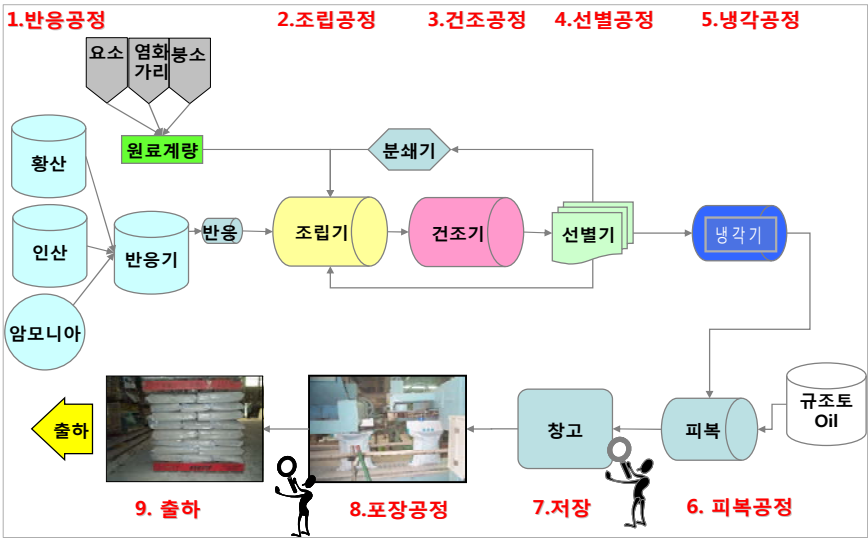 1.반응공정
2.조립공정
3.건조공정
4.선별공정
5.냉각공정
요소
염화
가리
붕소
원료계량
분쇄기
황산
인산
암모니아
반응기
반응
조립기
건조기
선별기
냉각기
규조토
Oil
피복
창고
출하
9. 출하
8.포장공정
7.저장
6. 피복공정